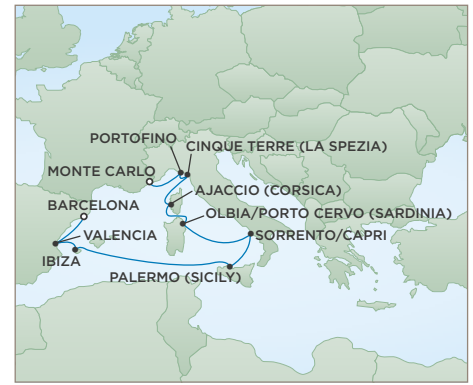 PORTOFINO
CINQUE TERRE (LA SPEZIA)
MONTE CARLO
AJACCIO (CORSICA)
BARCELONA
OLBIA/PORTO CERVO (SARDINIA)
VALENCIA
SORRENTO/CAPRI
IBIZA
PALERMO (SICILY)